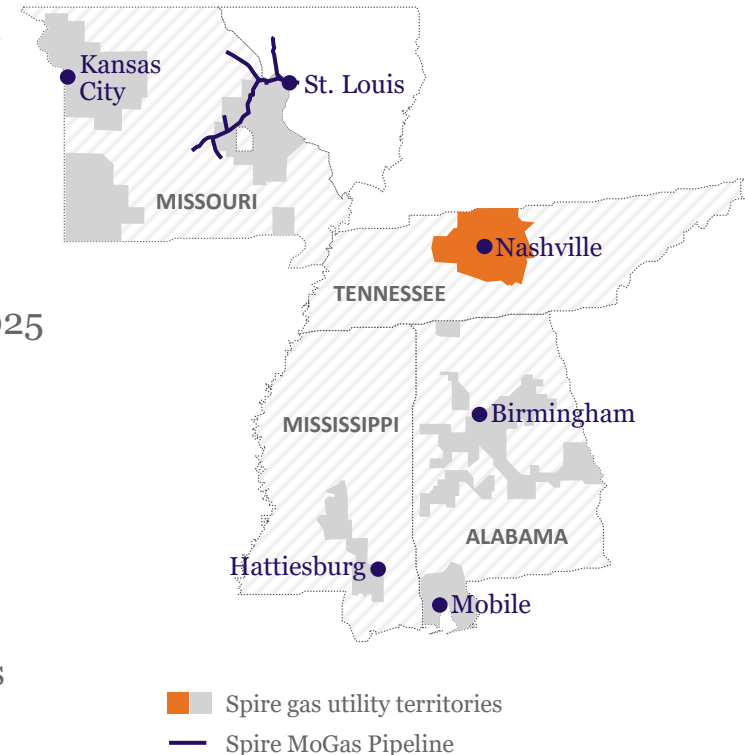 Kansas
City
St. Louis
MISSOURI
Nashville
TENNESSEE
025
Birmingham
MISSISSIPPI
ALABAMA
Hattiesburg
Mobile
s
Spire gas utility territories
Spire MoGas Pipeline